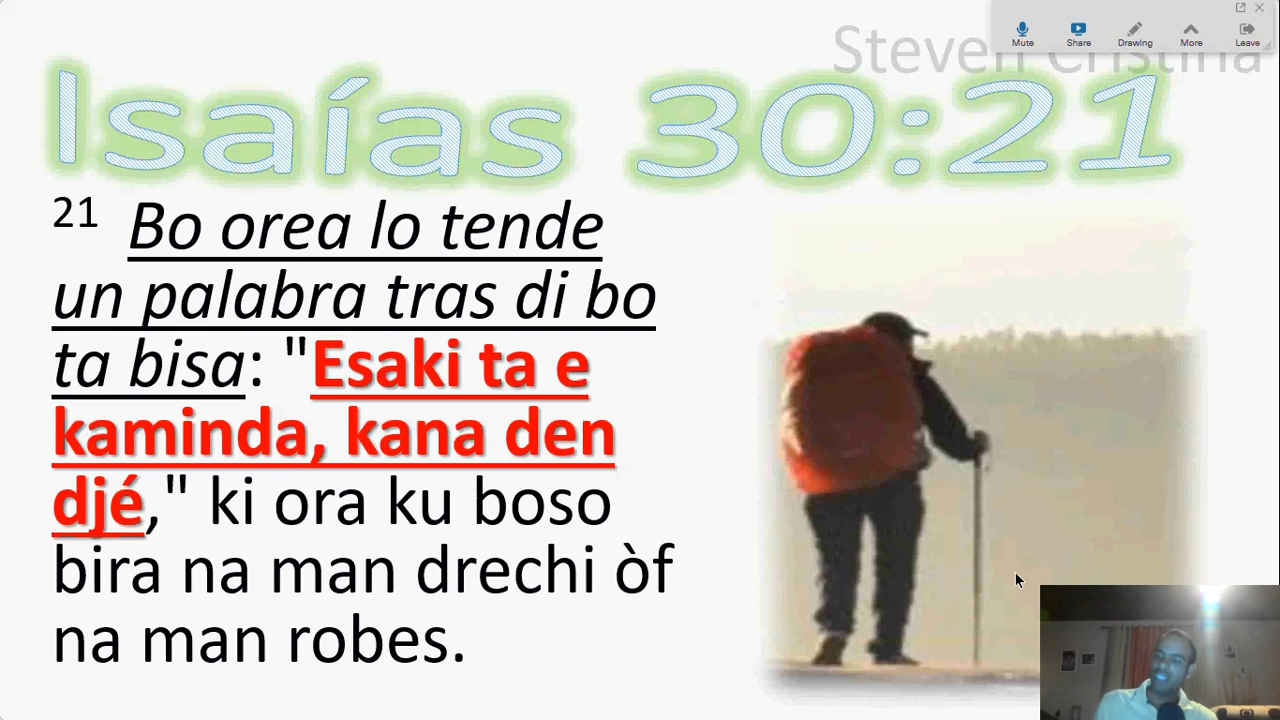 Steven Cristina
Mute Share Drawing More Leave
Isaías 30:21
21 Bo orea lo tende
un palabra tras di bo
ta bisa: "Esaki ta e
kaminda, kana den
djé," ki ora ku boso
bira na man drechi òf
na man robes.